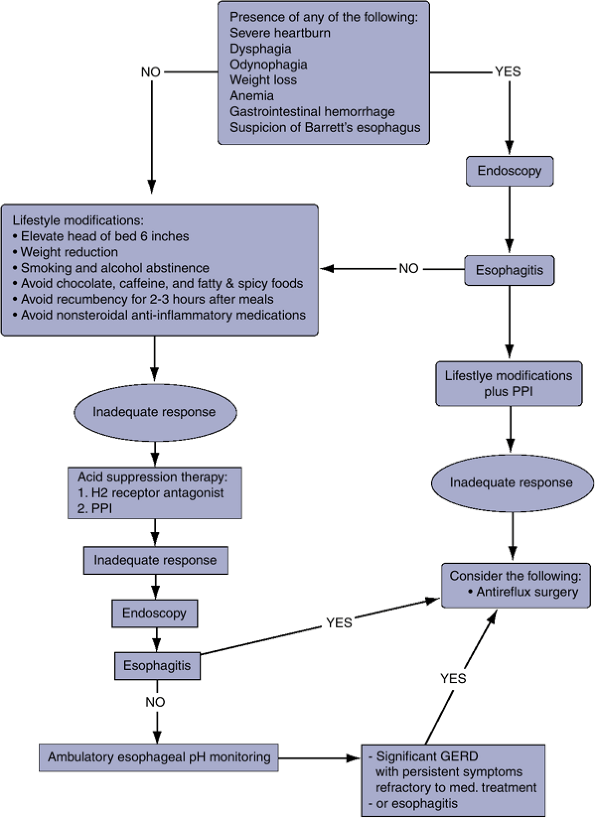 Presence of any of the following:
Severe heartburn
Dysphagia
Odynophagia
Weight loss
Anemia
Gastrointestinal hemorrhage
Suspicion of Barrett's esophagus
NO
YES
Endoscopy
Lifestyle modifications:
• Elevate head of bed 6 inches
• Weight reduction
• Smoking and alcohol abstinence
• Avoid chocolate, caffeine, and fatty & spicy foods
• Avoid recumbency for 2-3 hours after meals
• Avoid nonsteroidal anti-inflammatory medications
NO
Esophagitis
Lifestlye modifications
plus PPI
Inadequate response
Inadequate response
Acid suppression therapy:
1. H2 receptor antagonist
2. PPI
Inadequate response
Consider the following:
• Antireflux surgery
Endoscopy
YES
Esophagitis
YES
NO
Ambulatory esophageal pH monitoring
- Significant GERD
with persistent symptoms
refractory to med. treatment
- or esophagitis